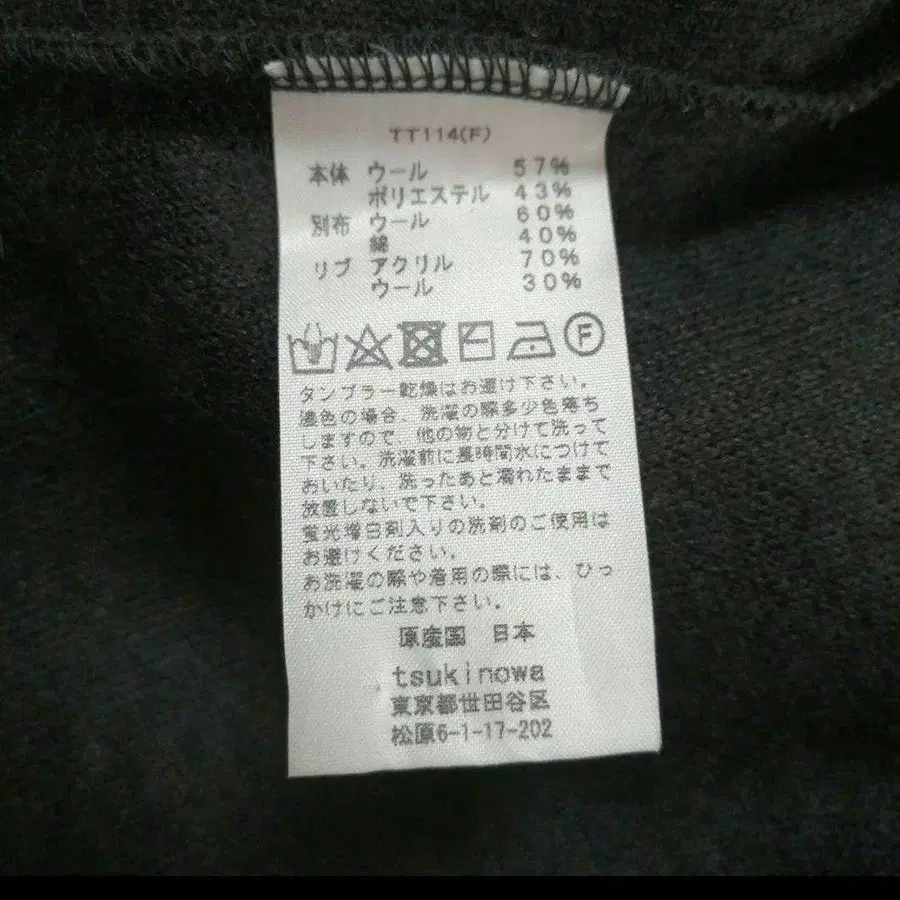 TT114(F)
本体 ウール 57%
ポリエステル 43%
別布 ウール 60%
綿 40%
リブ アクリル 70%
ウール 30%
F
タンブラー乾燥はお避け下さい。
濃色の場合、洗濯の際多少色落ち
しますので、他の物と分けて洗って
下さい。洗濯前に長時間水につけて
おいたり、洗ったあと濡れたままで
放置しないで下さい。
蛍光増白剤入りの洗剤のご使用は
お避けください。
お洗濯の際や着用の際には、ひっ
かけにご注意下さい。
原産国 日本
tsukinowa
東京都世田谷区
松原6-1-17-202